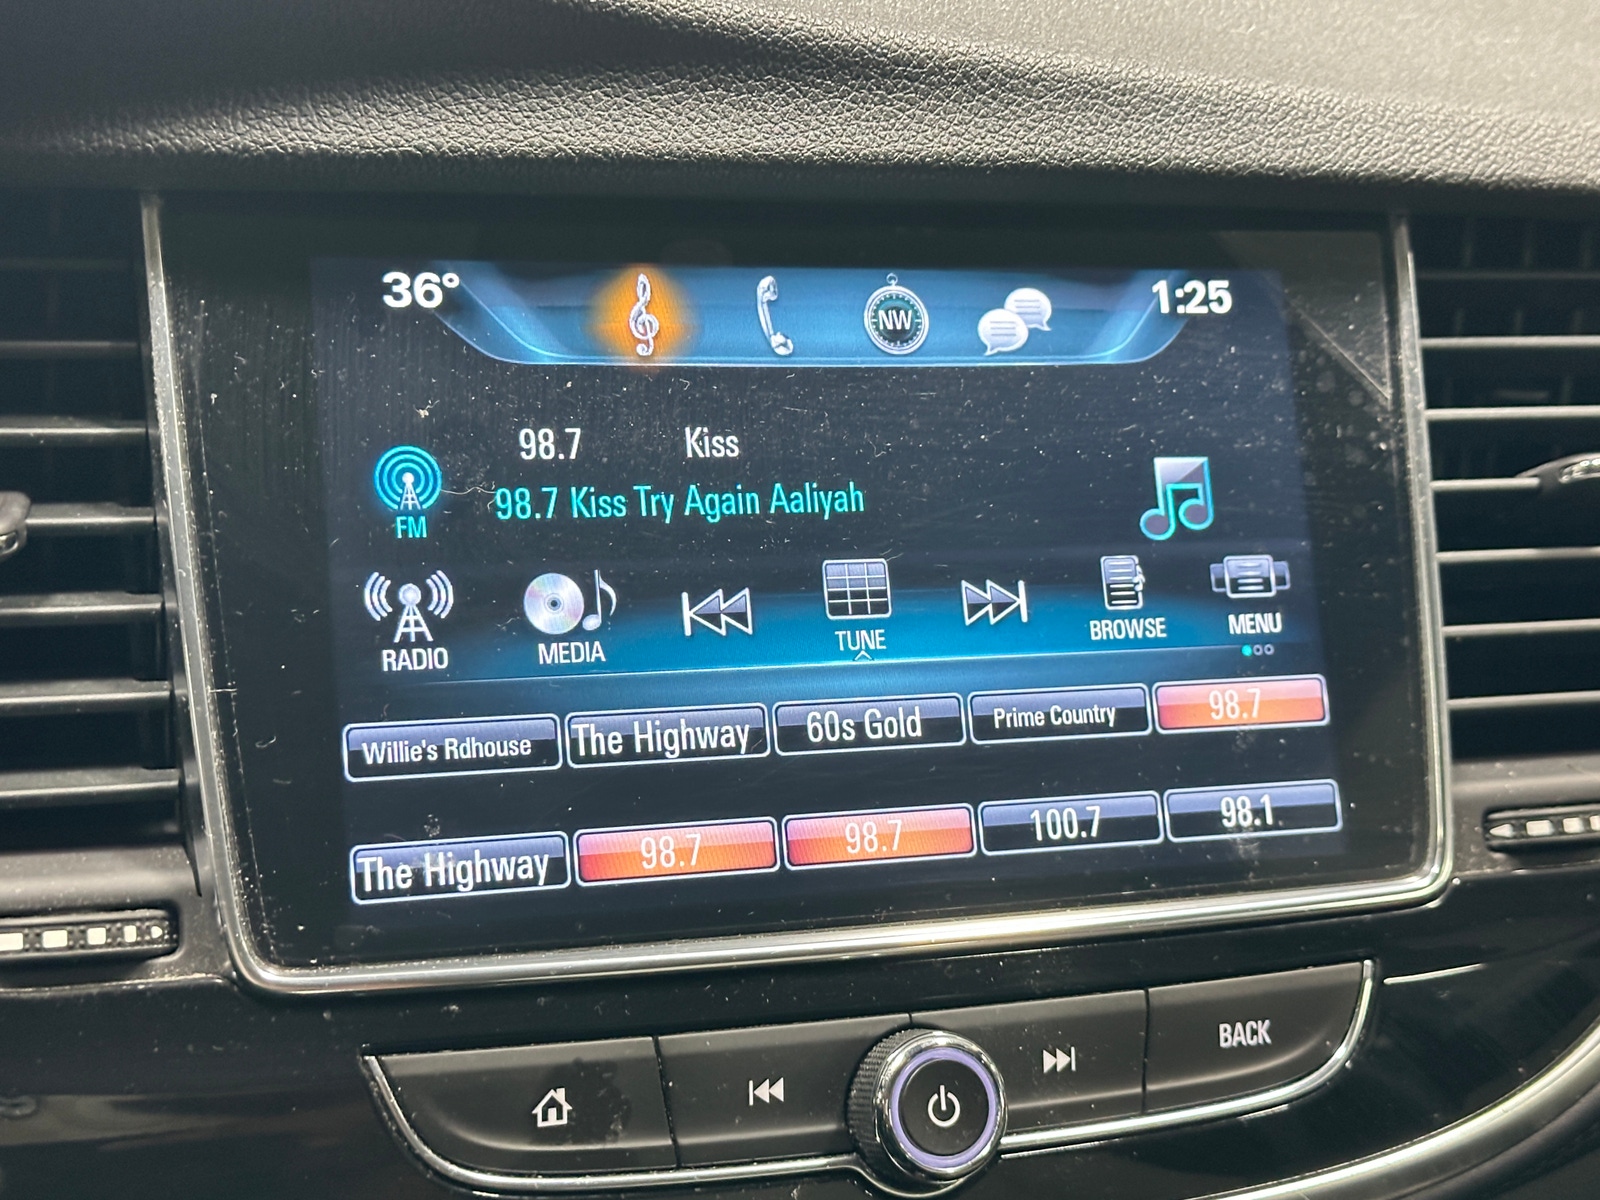 36° NW 1:25
98.7 Kiss
FM 98.7 Kiss Try Again Aaliyah
RADIO MEDIA TUNE BROWSE MENU
Willie's Rdhouse The Highway 60s Gold Prime Country 98.7
The Highway 98.7 98.7 100.7 98.1
BACK